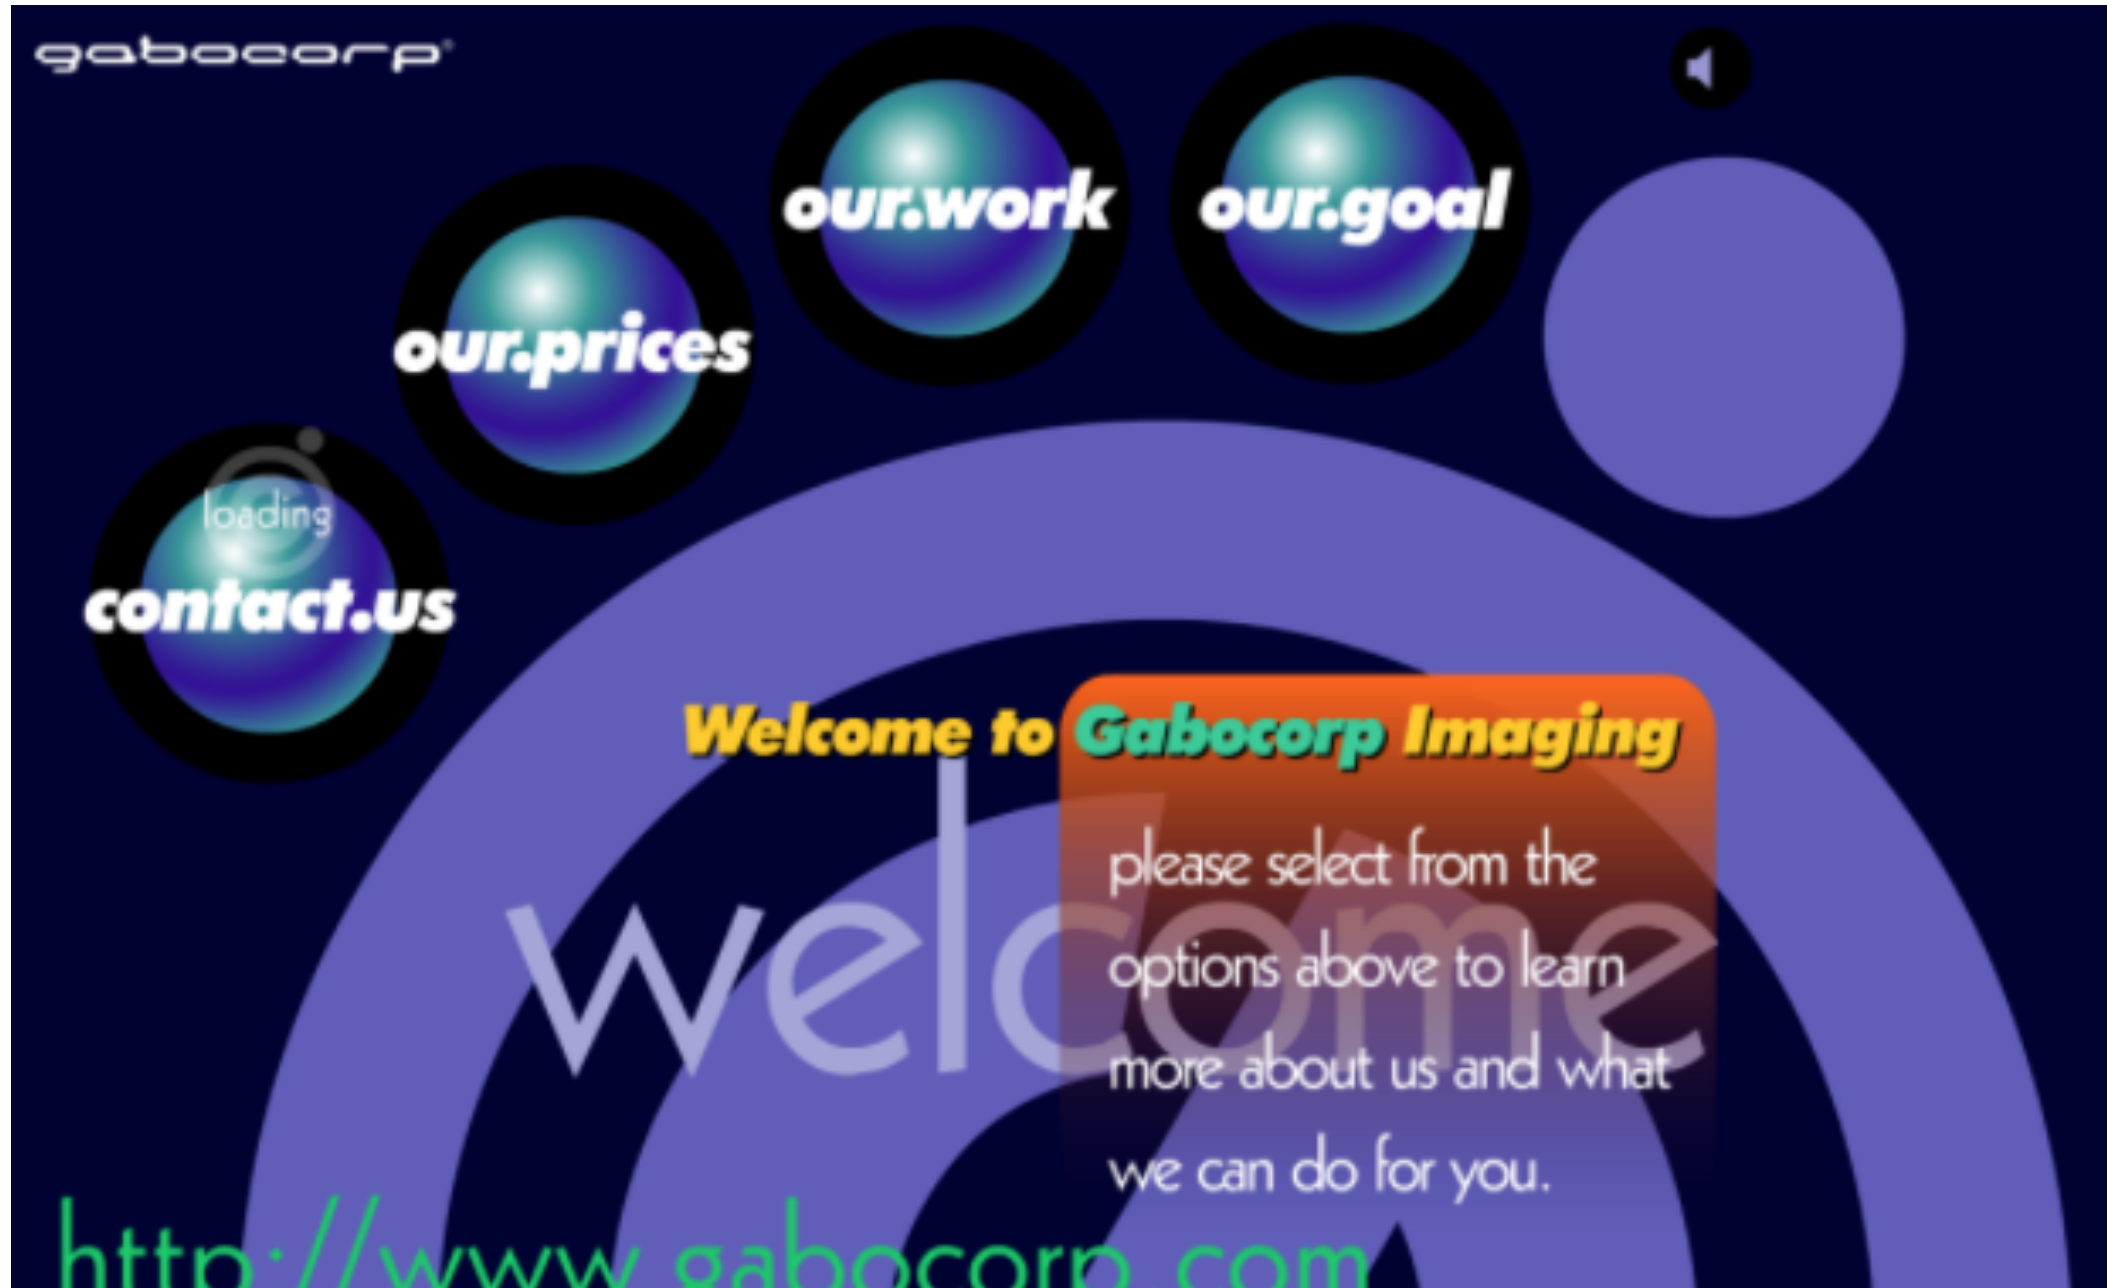 gabocorp®
our.work
our.goal
our.prices
loading
contact.us
Welcome to Gabocorp Imaging
welcome
please select from the
options above to learn
more about us and what
we can do for you.
http://www.gabocorp.com